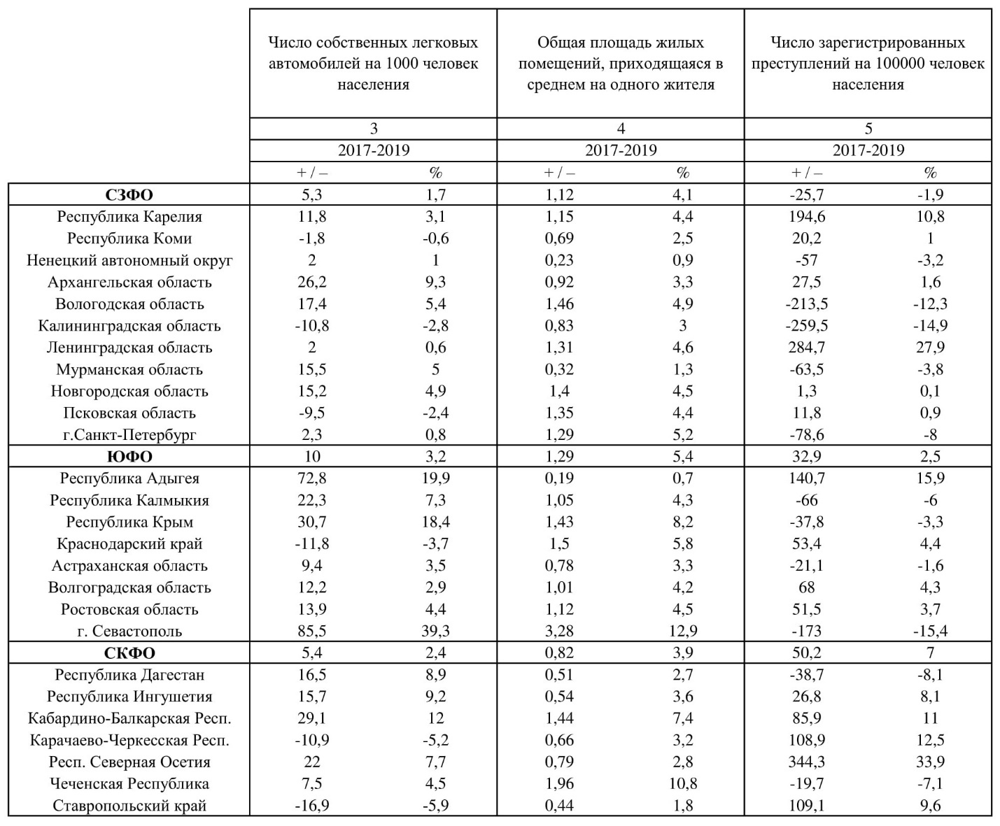 Число собственных легковых автомобилей на 1000 человек населения
Общая площадь жилых помещений, приходящаяся в среднем на одного жителя
Число зарегистрированных преступлений на 100000 человек населения
3 4 5
2017-2019 2017-2019 2017-2019
+ / – % + / – % + / – %
СЗФО 5,3 1,7 1,12 4,1 -25,7 -1,9
Республика Карелия 11,8 3,1 1,15 4,4 194,6 10,8
Республика Коми -1,8 -0,6 0,69 2,5 20,2 1
Ненецкий автономный округ 2 1 0,23 0,9 -57 -3,2
Архангельская область 26,2 9,3 0,92 3,3 27,5 1,6
Вологодская область 17,4 5,4 1,46 4,9 -213,5 -12,3
Калининградская область -10,8 -2,8 0,83 3 -259,5 -14,9
Ленинградская область 2 0,6 1,31 4,6 284,7 27,9
Мурманская область 15,5 5 0,32 1,3 -63,5 -3,8
Новгородская область 15,2 4,9 1,4 4,5 1,3 0,1
Псковская область -9,5 -2,4 1,35 4,4 11,8 0,9
г.Санкт-Петербург 2,3 0,8 1,29 5,2 -78,6 -8
ЮФО 10 3,2 1,29 5,4 32,9 2,5
Республика Адыгея 72,8 19,9 0,19 0,7 140,7 15,9
Республика Калмыкия 22,3 7,3 1,05 4,3 -66 -6
Республика Крым 30,7 18,4 1,43 8,2 -37,8 -3,3
Краснодарский край -11,8 -3,7 1,5 5,8 53,4 4,4
Астраханская область 9,4 3,5 0,78 3,3 -21,1 -1,6
Волгоградская область 12,2 2,9 1,01 4,2 68 4,3
Ростовская область 13,9 4,4 1,12 4,5 51,5 3,7
г. Севастополь 85,5 39,3 3,28 12,9 -173 -15,4
СКФО 5,4 2,4 0,82 3,9 50,2 7
Республика Дагестан 16,5 8,9 0,51 2,7 -38,7 -8,1
Республика Ингушетия 15,7 9,2 0,54 3,6 26,8 8,1
Кабардино-Балкарская Респ. 29,1 12 1,44 7,4 85,9 11
Карачаево-Черкесская Респ. -10,9 -5,2 0,66 3,2 108,9 12,5
Респ. Северная Осетия 22 7,7 0,79 2,8 344,3 33,9
Чеченская Республика 7,5 4,5 1,96 10,8 -19,7 -7,1
Ставропольский край -16,9 -5,9 0,44 1,8 109,1 9,6